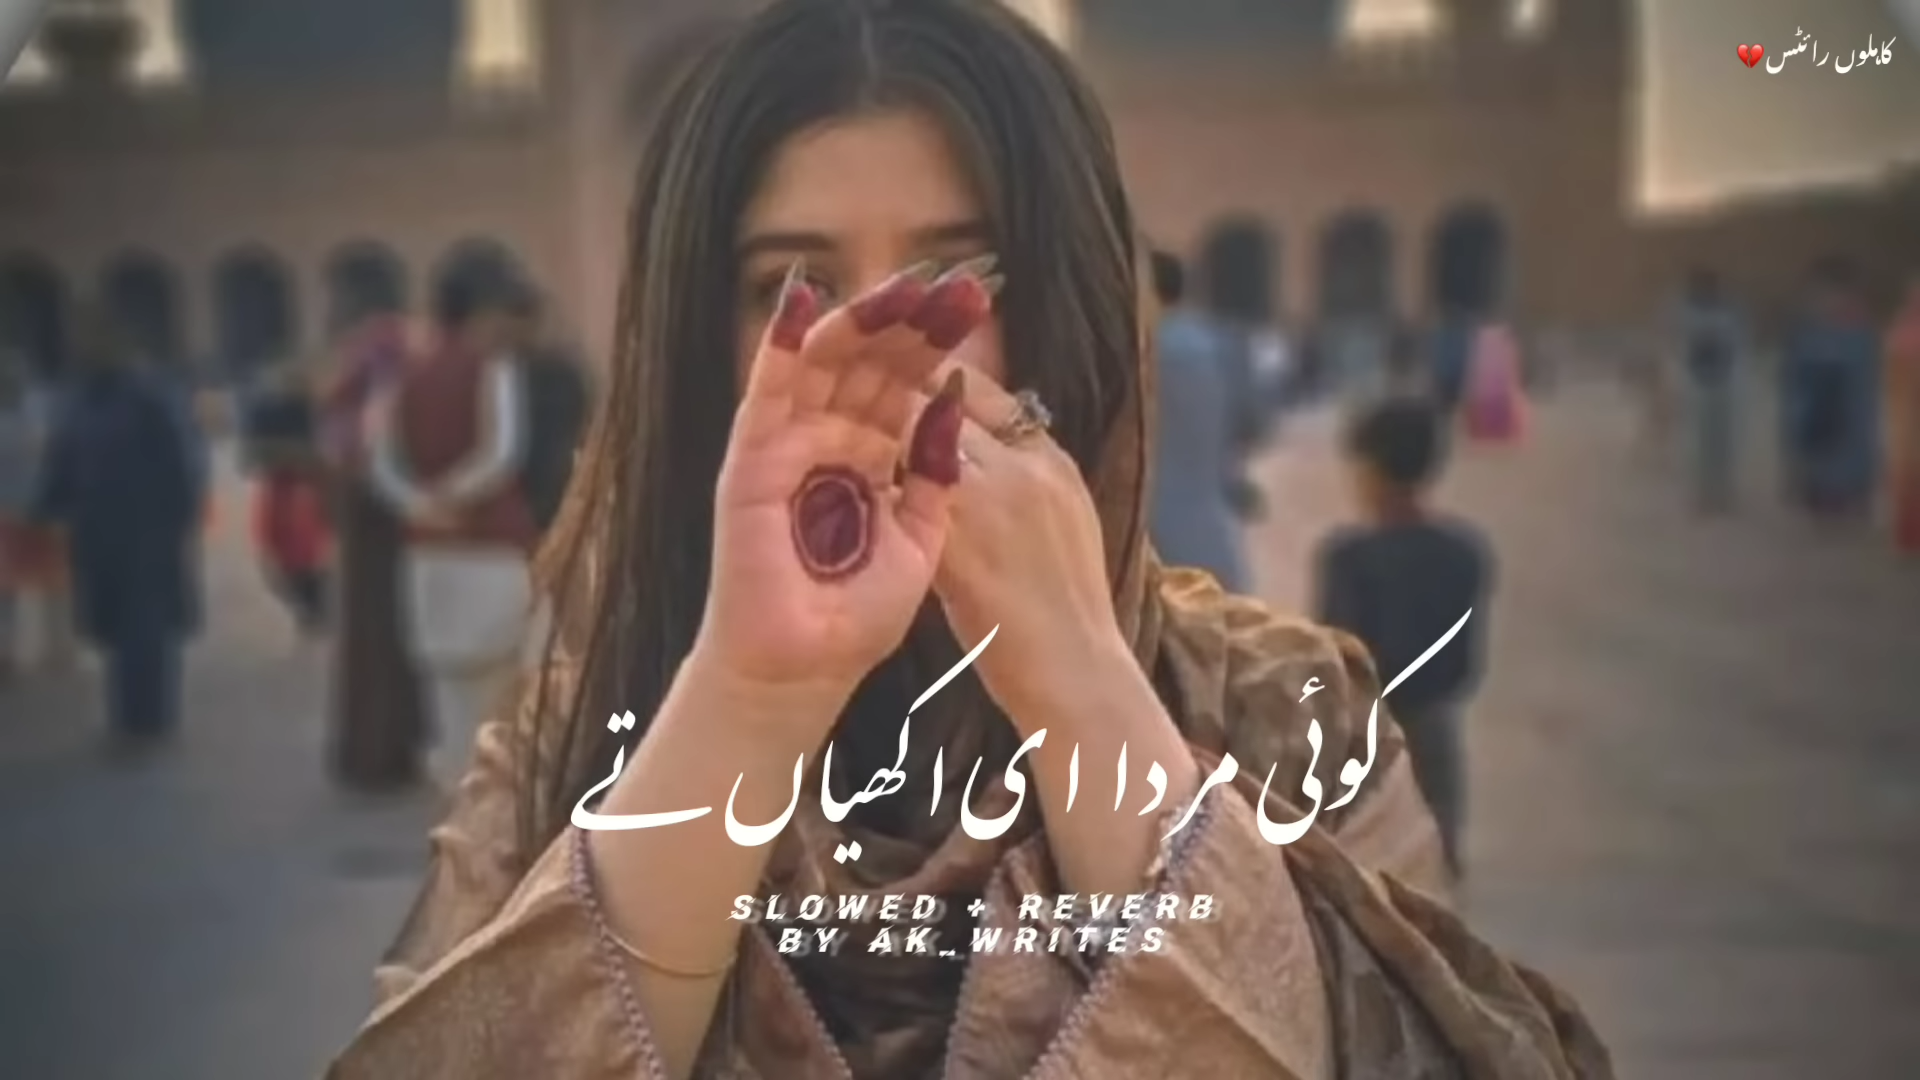 کاہلوں رائٹس💔
کوئی مردا ای اکھیاں تے
SLOWED + REVERB
BY AK_WRITES